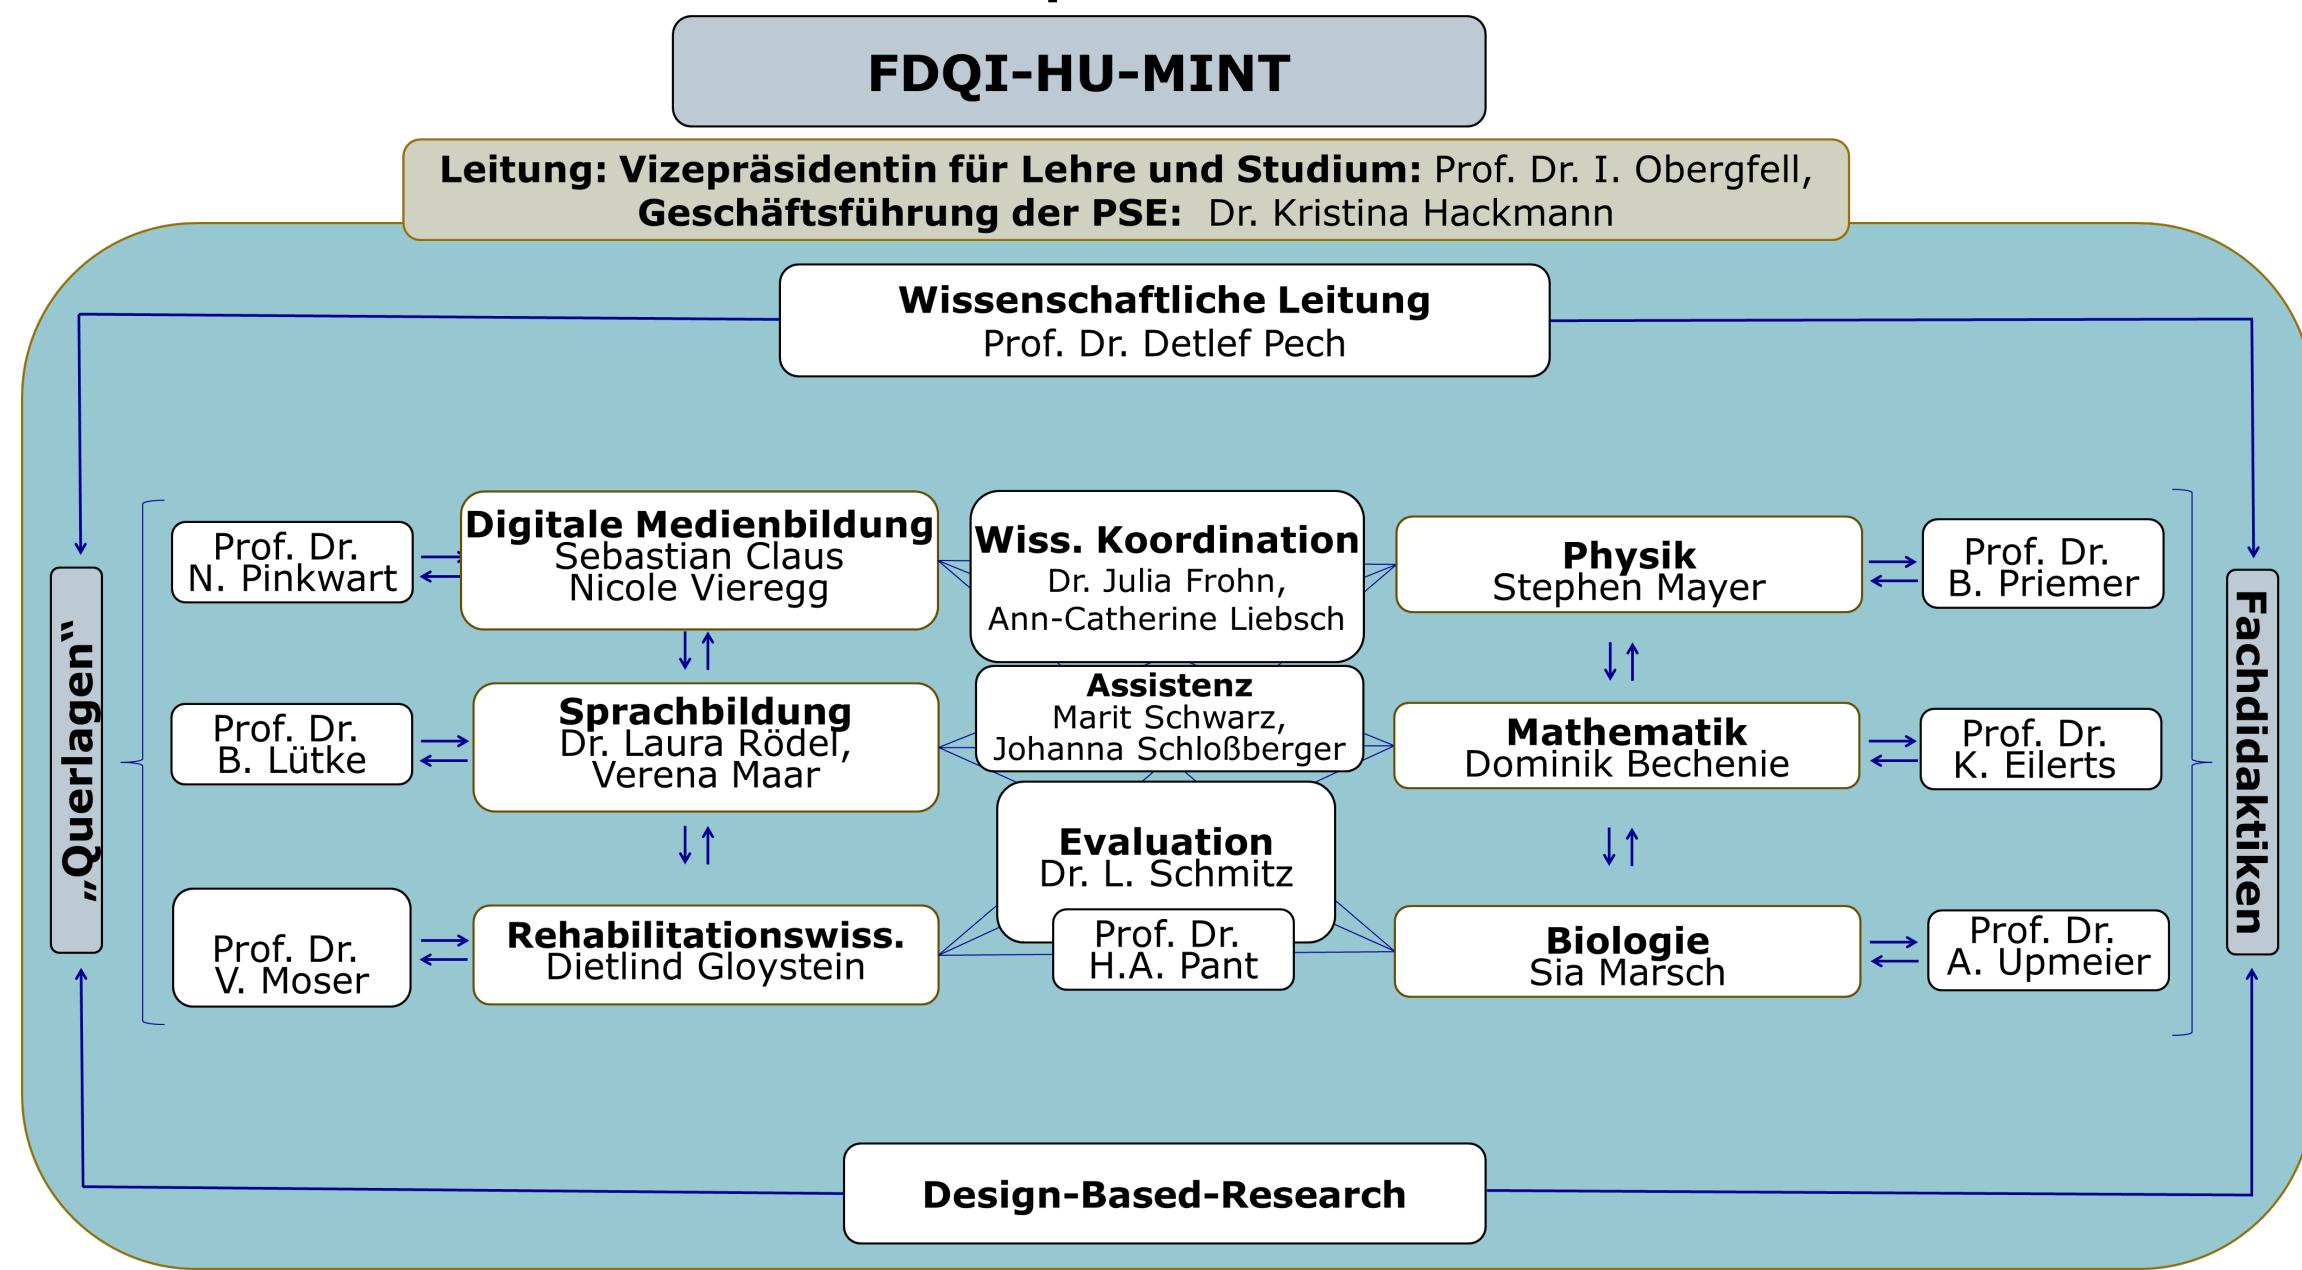 FDQI-HU-MINT
Leitung: Vizepräsidentin für Lehre und Studium: Prof. Dr. I. Obergfell,
Geschäftsführung der PSE: Dr. Kristina Hackmann
Wissenschaftliche Leitung
Prof. Dr. Detlef Pech
„Querlagen“
Prof. Dr.
N. Pinkwart
Digitale Medienbildung
Sebastian Claus
Nicole Vieregg
Wiss. Koordination
Dr. Julia Frohn,
Ann-Catherine Liebsch
Physik
Stephen Mayer
Prof. Dr.
B. Priemer
Prof. Dr.
B. Lütke
Sprachbildung
Dr. Laura Rödel,
Verena Maar
Assistenz
Marit Schwarz,
Johanna Schloßberger
Mathematik
Dominik Bechenie
Prof. Dr.
K. Eilerts
Evaluation
Dr. L. Schmitz
Prof. Dr.
H.A. Pant
Prof. Dr.
V. Moser
Rehabilitationswiss.
Dietlind Gloystein
Biologie
Sia Marsch
Prof. Dr.
A. Upmeier
Fachdidaktiken
Design-Based-Research